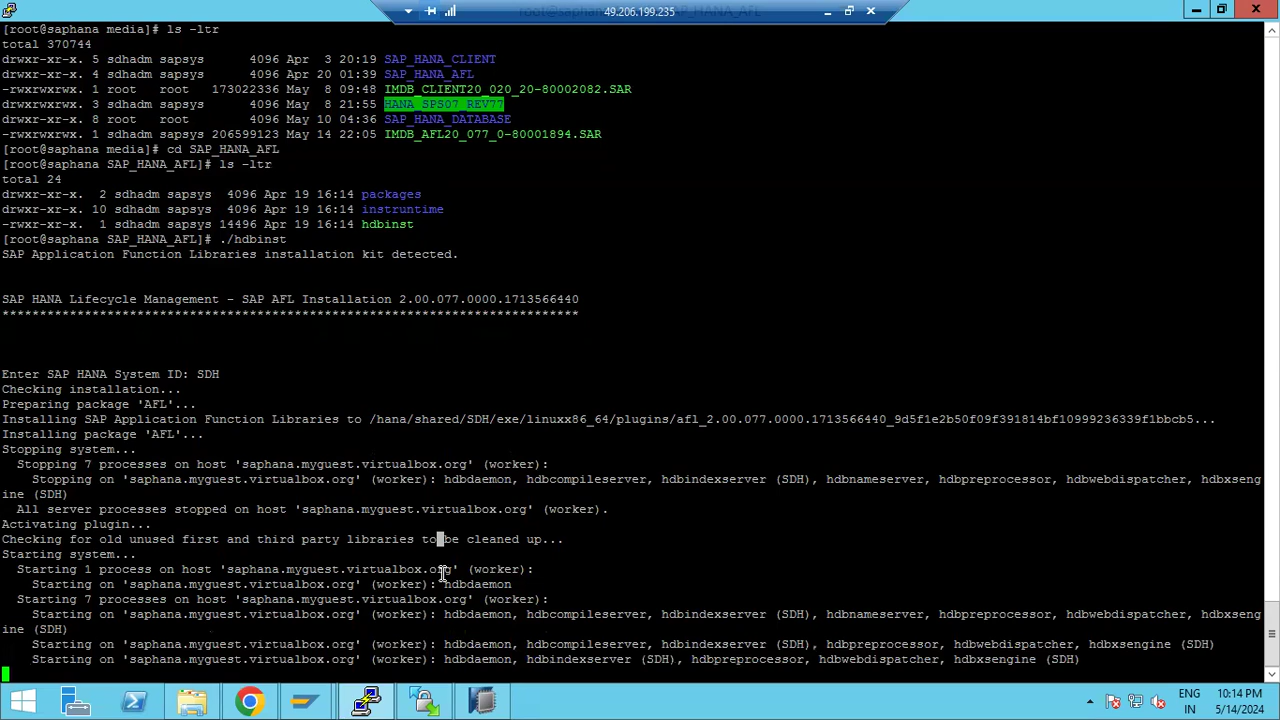 49.206.199.235
[root@saphana media]# ls -ltr
total 370744
drwxr-xr-x. 5 sdhadm sapsys      4096 Apr  3 20:19 SAP_HANA_CLIENT
drwxr-xr-x. 4 sdhadm sapsys      4096 Apr 20 01:39 SAP_HANA_AFL
-rwxrwxrwx. 1 root   root   173022336 May  8 09:48 IMDB_CLIENT20_020_20-80002082.SAR
drwxrwxrwx. 3 sdhadm sapsys      4096 May  8 21:55 HANA_SPS07_REV77
drwxr-xr-x. 8 root   root        4096 May 10 04:36 SAP_HANA_DATABASE
-rwxrwxrwx. 1 sdhadm sapsys 206599123 May 14 22:05 IMDB_AFL20_077_0-80001894.SAR
[root@saphana media]# cd SAP_HANA_AFL
[root@saphana SAP_HANA_AFL]# ls -ltr
total 24
drwxr-xr-x.  2 sdhadm sapsys  4096 Apr 19 16:14 packages
drwxr-xr-x. 10 sdhadm sapsys  4096 Apr 19 16:14 instruntime
-rwxr-xr-x.  1 sdhadm sapsys 14496 Apr 19 16:14 hdbinst
[root@saphana SAP_HANA_AFL]# ./hdbinst
SAP Application Function Libraries installation kit detected.
SAP HANA Lifecycle Management - SAP AFL Installation 2.00.077.0000.1713566440
*****************************************************************************
Enter SAP HANA System ID: SDH
Checking installation...
Preparing package 'AFL'...
Installing SAP Application Function Libraries to /hana/shared/SDH/exe/linuxx86_64/plugins/afl_2.00.077.0000.1713566440_9d5f1e2b50f09f391814bf10999236339f1bbcb5...
Installing package 'AFL'...
Stopping system...
  Stopping 7 processes on host 'saphana.myguest.virtualbox.org' (worker):
    Stopping on 'saphana.myguest.virtualbox.org' (worker): hdbdaemon, hdbcompileserver, hdbindexserver (SDH), hdbnameserver, hdbpreprocessor, hdbwebdispatcher, hdbxseng
ine (SDH)
  All server processes stopped on host 'saphana.myguest.virtualbox.org' (worker).
Activating plugin...
Checking for old unused first and third party libraries to be cleaned up...
Starting system...
  Starting 1 process on host 'saphana.myguest.virtualbox.org' (worker):
    Starting on 'saphana.myguest.virtualbox.org' (worker): hdbdaemon
  Starting 7 processes on host 'saphana.myguest.virtualbox.org' (worker):
    Starting on 'saphana.myguest.virtualbox.org' (worker): hdbdaemon, hdbcompileserver, hdbindexserver (SDH), hdbnameserver, hdbpreprocessor, hdbwebdispatcher, hdbxseng
ine (SDH)
    Starting on 'saphana.myguest.virtualbox.org' (worker): hdbdaemon, hdbcompileserver, hdbindexserver (SDH), hdbpreprocessor, hdbwebdispatcher, hdbxsengine (SDH)
    Starting on 'saphana.myguest.virtualbox.org' (worker): hdbdaemon, hdbindexserver (SDH), hdbpreprocessor, hdbwebdispatcher, hdbxsengine (SDH)
ENG
IN
10:14 PM
5/14/2024